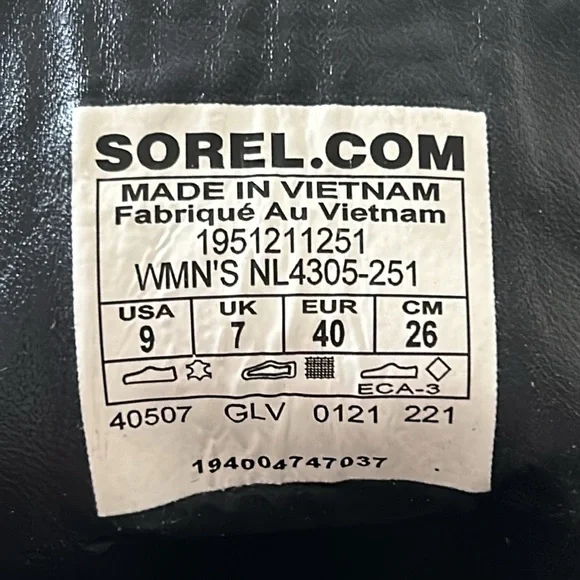 SOREL.COM
MADE IN VIETNAM
Fabriqué Au Vietnam
1951211251
WMN'S NL4305-251
USA UK EUR CM
9 7 40 26
ECA-3
40507 GLV 0121 221
194004747037